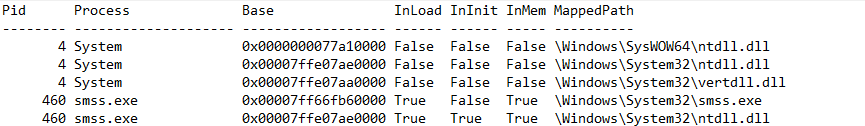 Pid Process Base InLoad InInit InMem MappedPath
-------- -------------------- ------------------ ------ ------ ----- ----------
4 System 0x0000000077a10000 False False False \Windows\SysWOW64\ntdll.dll
4 System 0x00007ffe07ae0000 False False False \Windows\System32\ntdll.dll
4 System 0x00007ffe07aa0000 False False False \Windows\System32\vertdll.dll
460 smss.exe 0x00007ff66fb60000 True False True \Windows\System32\smss.exe
460 smss.exe 0x00007ffe07ae0000 True True True \Windows\System32\ntdll.dll